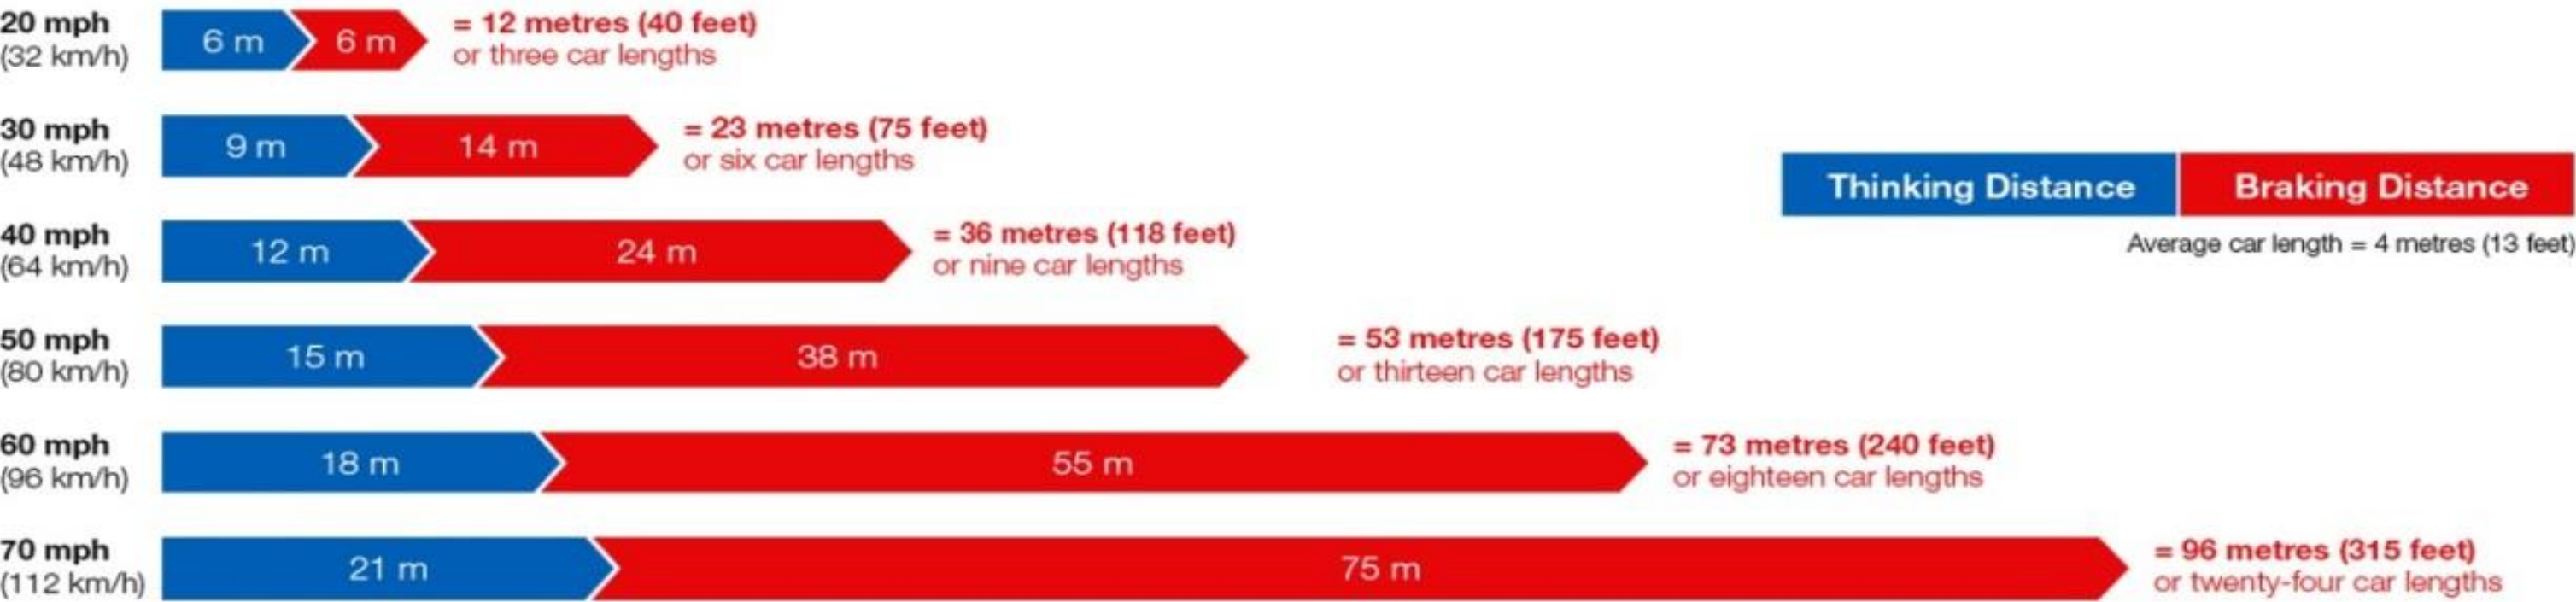 20 mph
(32 km/h)
6 m
6 m
= 12 metres (40 feet)
or three car lengths
30 mph
(48 km/h)
9 m
14 m
= 23 metres (75 feet)
or six car lengths
Thinking Distance
Braking Distance
Average car length = 4 metres (13 feet)
40 mph
(64 km/h)
12 m
24 m
= 36 metres (118 feet)
or nine car lengths
50 mph
(80 km/h)
15 m
38 m
= 53 metres (175 feet)
or thirteen car lengths
60 mph
(96 km/h)
18 m
55 m
= 73 metres (240 feet)
or eighteen car lengths
70 mph
(112 km/h)
21 m
75 m
= 96 metres (315 feet)
or twenty-four car lengths